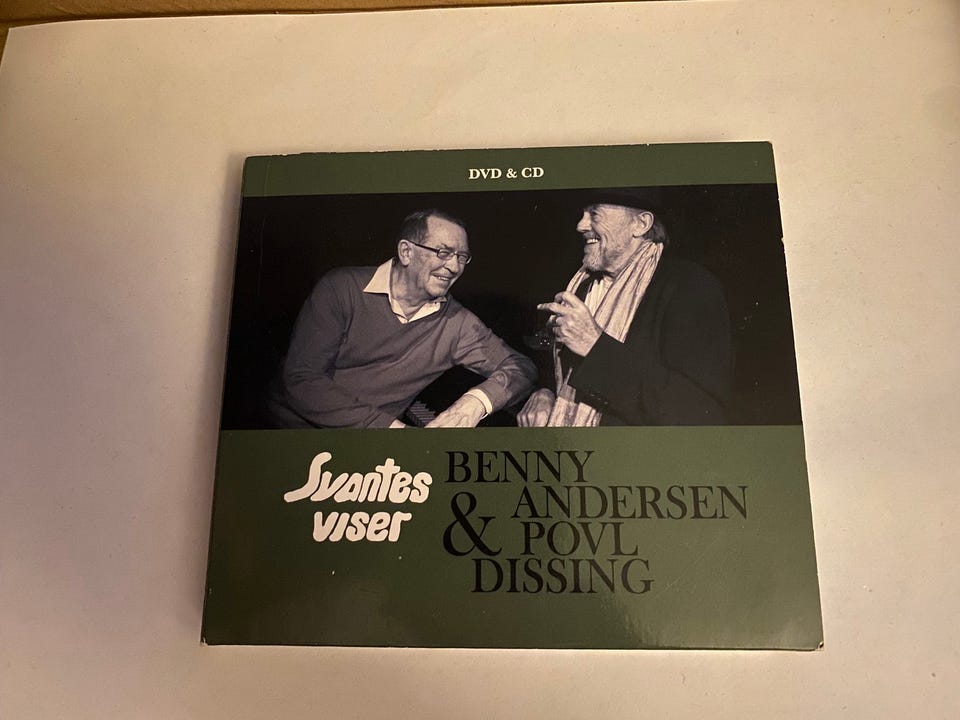 DVD & CD
Svantes
viser
BENNY
ANDERSEN
& POVL
DISSING